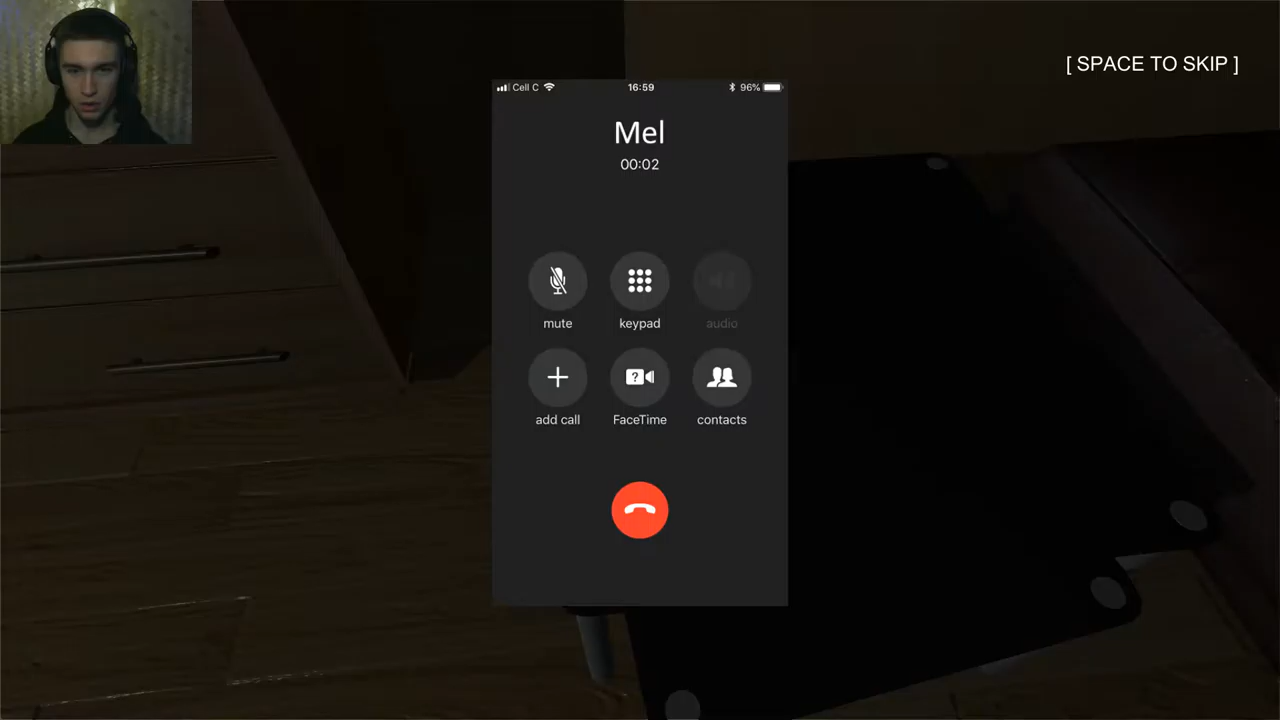 [ SPACE TO SKIP ]
Cell C 16:59 96%
Mel
00:02
mute keypad audio
?
add call FaceTime contacts